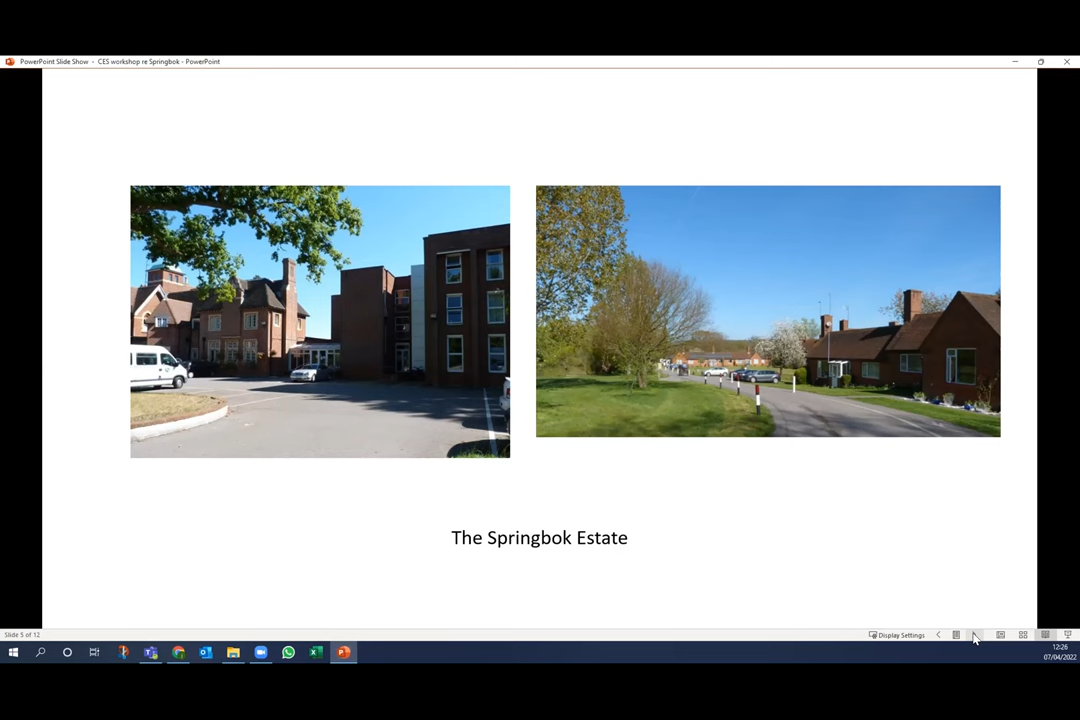 PowerPoint Slide Show - CES workshop re Springbok - PowerPoint
The Springbok Estate
Slide 5 of 12
Display Settings
12:26
07/04/2022